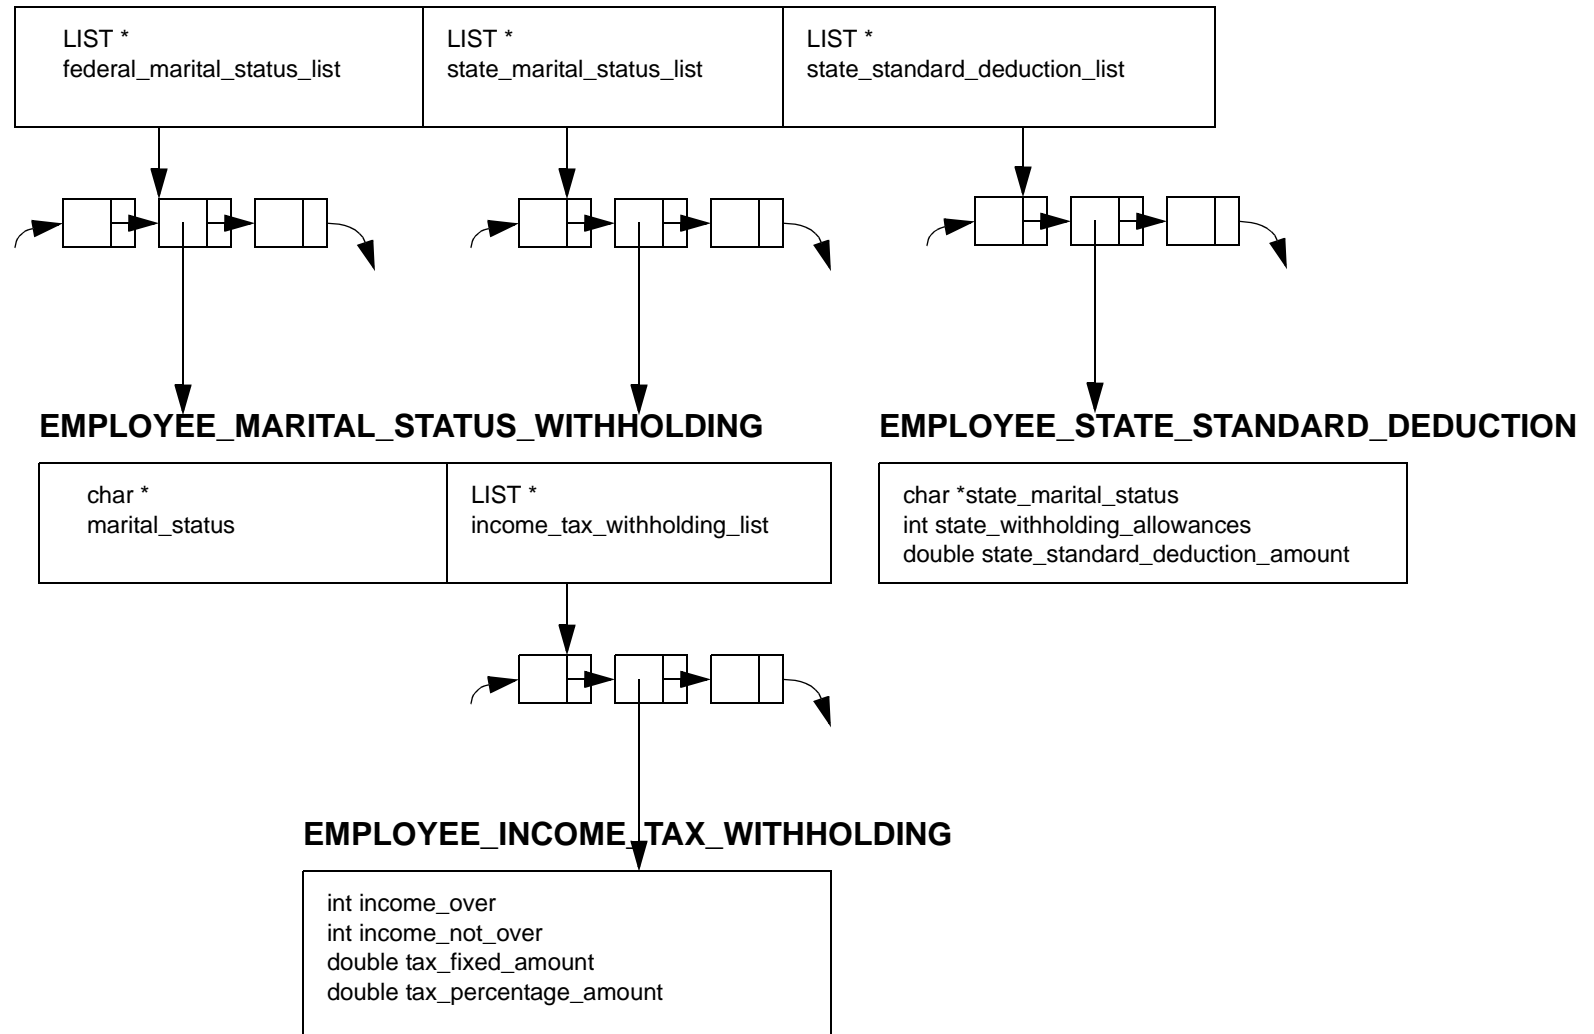 LIST *
federal_marital_status_list
LIST *
state_marital_status_list
LIST *
state_standard_deduction_list
EMPLOYEE_MARITAL_STATUS_WITHHOLDING
EMPLOYEE_STATE_STANDARD_DEDUCTION
char *
marital_status
LIST *
income_tax_withholding_list
char *state_marital_status
int state_withholding_allowances
double state_standard_deduction_amount
EMPLOYEE_INCOME_TAX_WITHHOLDING
int income_over
int income_not_over
double tax_fixed_amount
double tax_percentage_amount